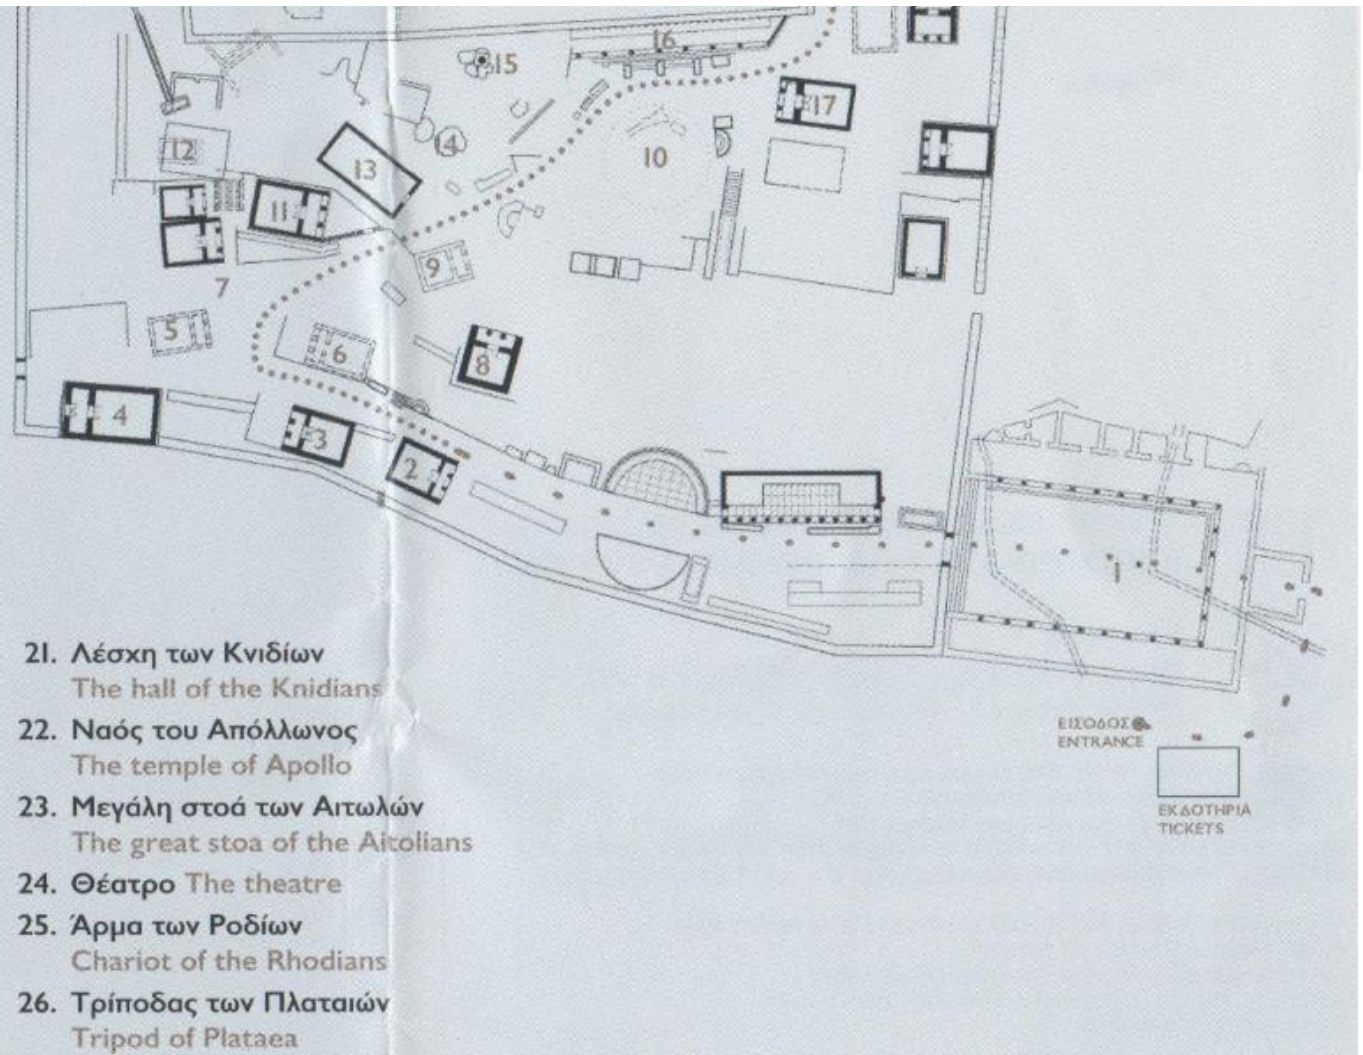 16
15
17
12
14
13
10
11
9
7
5
6
8
4
3
2
1
21. Λέσχη των Κνιδίων
The hall of the Knidians
22. Ναός του Απόλλωνος
The temple of Apollo
23. Μεγάλη στοά των Αιτωλών
The great stoa of the Aitolians
24. Θέατρο The theatre
25. Άρμα των Ροδίων
Chariot of the Rhodians
26. Τρίποδας των Πλαταιών
Tripod of Plataea
ΕΙΣΟΔΟΣ
ENTRANCE
ΕΚΔΟΤΗΡΙΑ
TICKETS